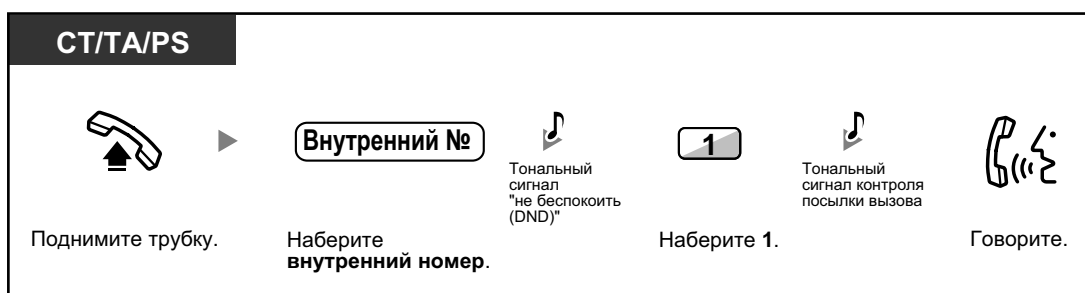 CT/TA/PS
Внутренний №
Тональный
сигнал
"не беспокоить
(DND)"
1
Тональный
сигнал контроля
посылки вызова
Поднимите трубку.
Наберите
внутренний номер.
Наберите 1.
Говорите.